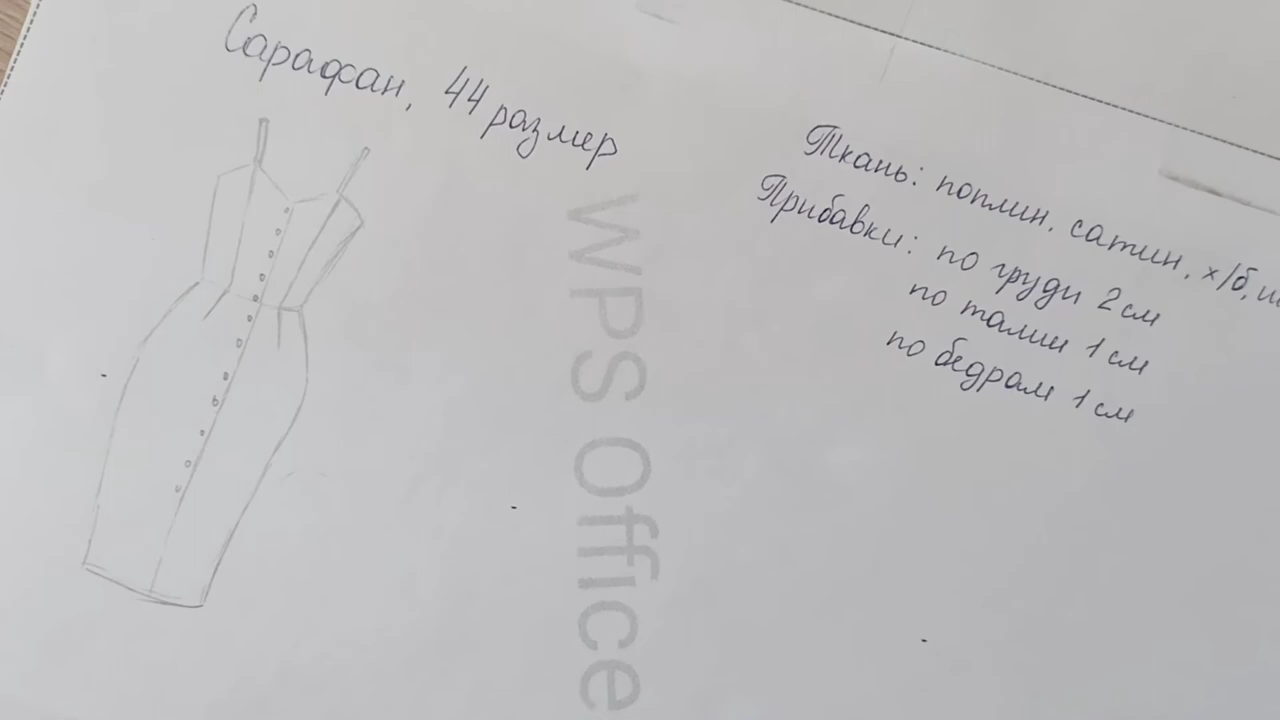 Сарафан, 44 размер
Ткань: поплин, сатин, х/б,
Прибавки: по груди 2 см
по талии 1 см
по бедрам 1 см
WPS Office